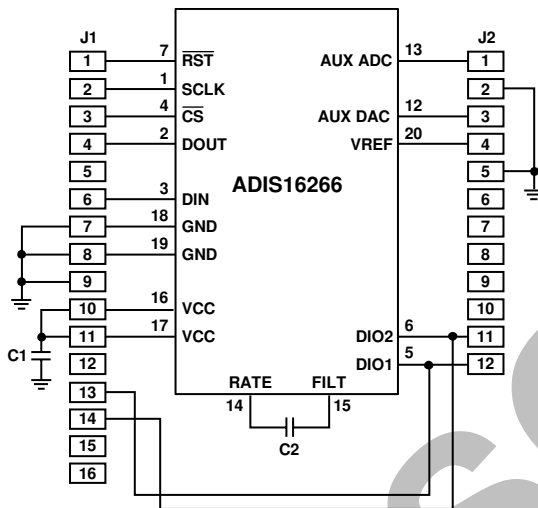 J1
J2
1 7 RST AUX ADC 13 1
2 1 SCLK 2
3 4 CS AUX DAC 12 3
4 2 DOUT VREF 20 4
5 5
ADIS16266
6 3 DIN 6
7 18 GND 7
8 19 GND 8
9 9
10 16 VCC 10
11 17 VCC DIO2 6 11
C1
12 DIO1 5 12
13 RATE FILT
14 14 15
C2
15
16